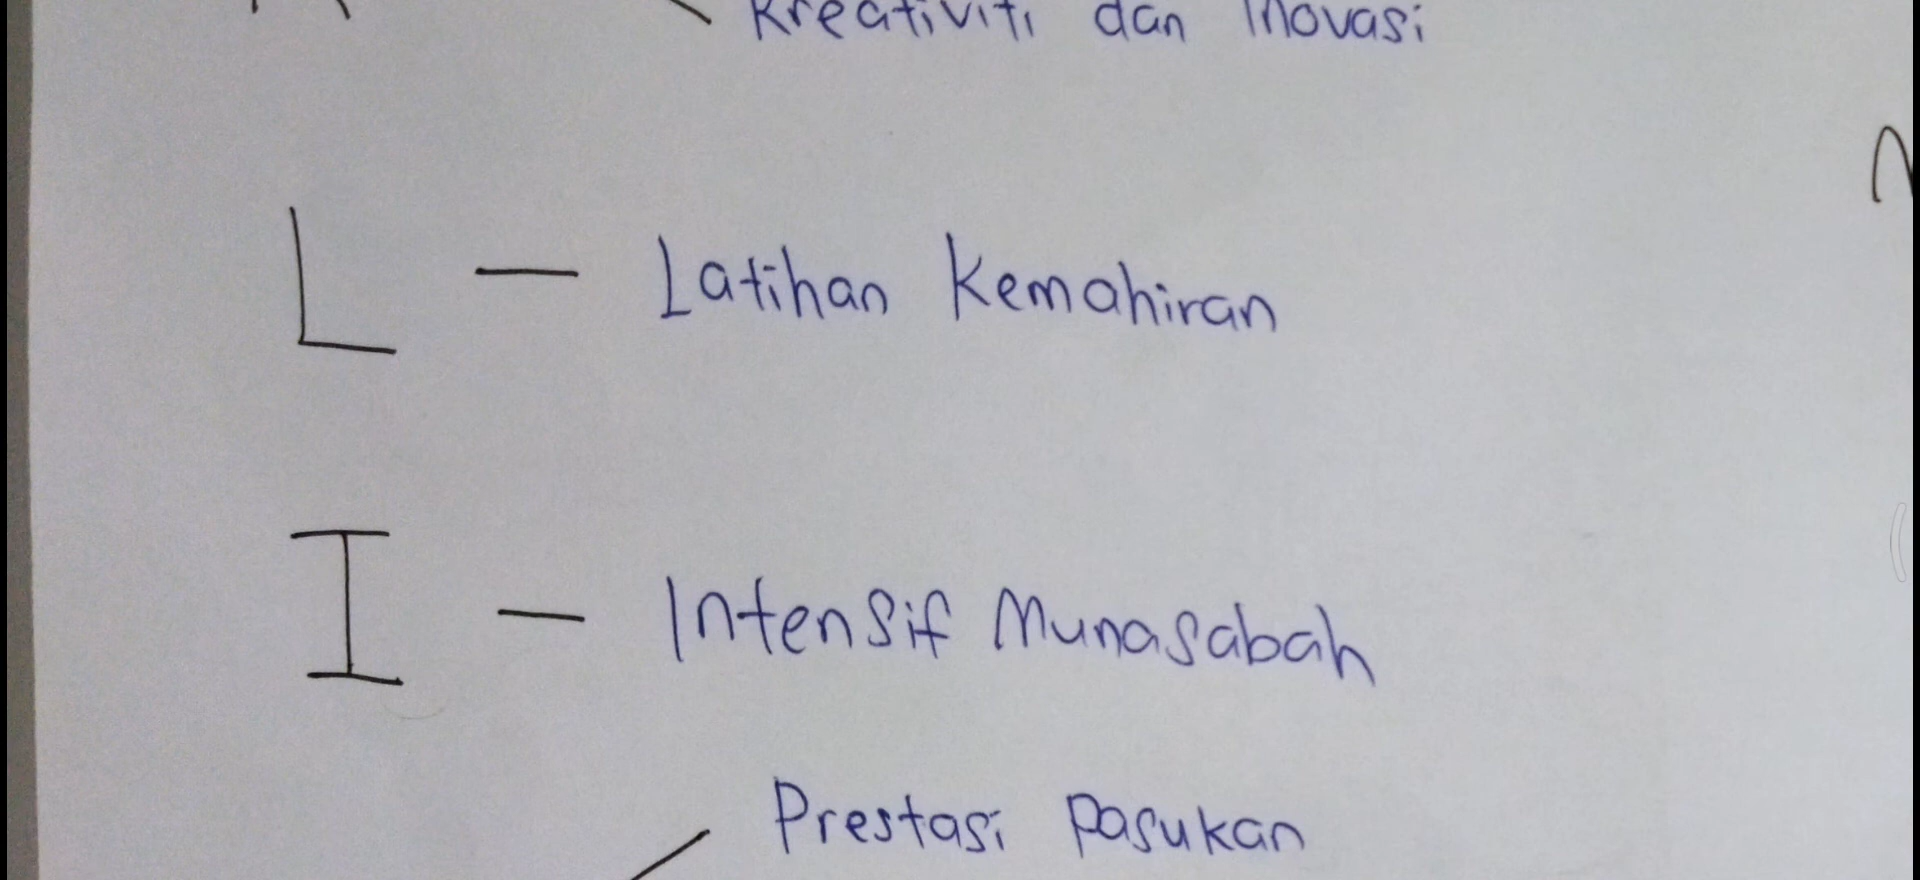 Kreativiti dan Inovasi
L — Latihan Kemahiran
I — Intensif Munasabah
Prestasi Pasukan